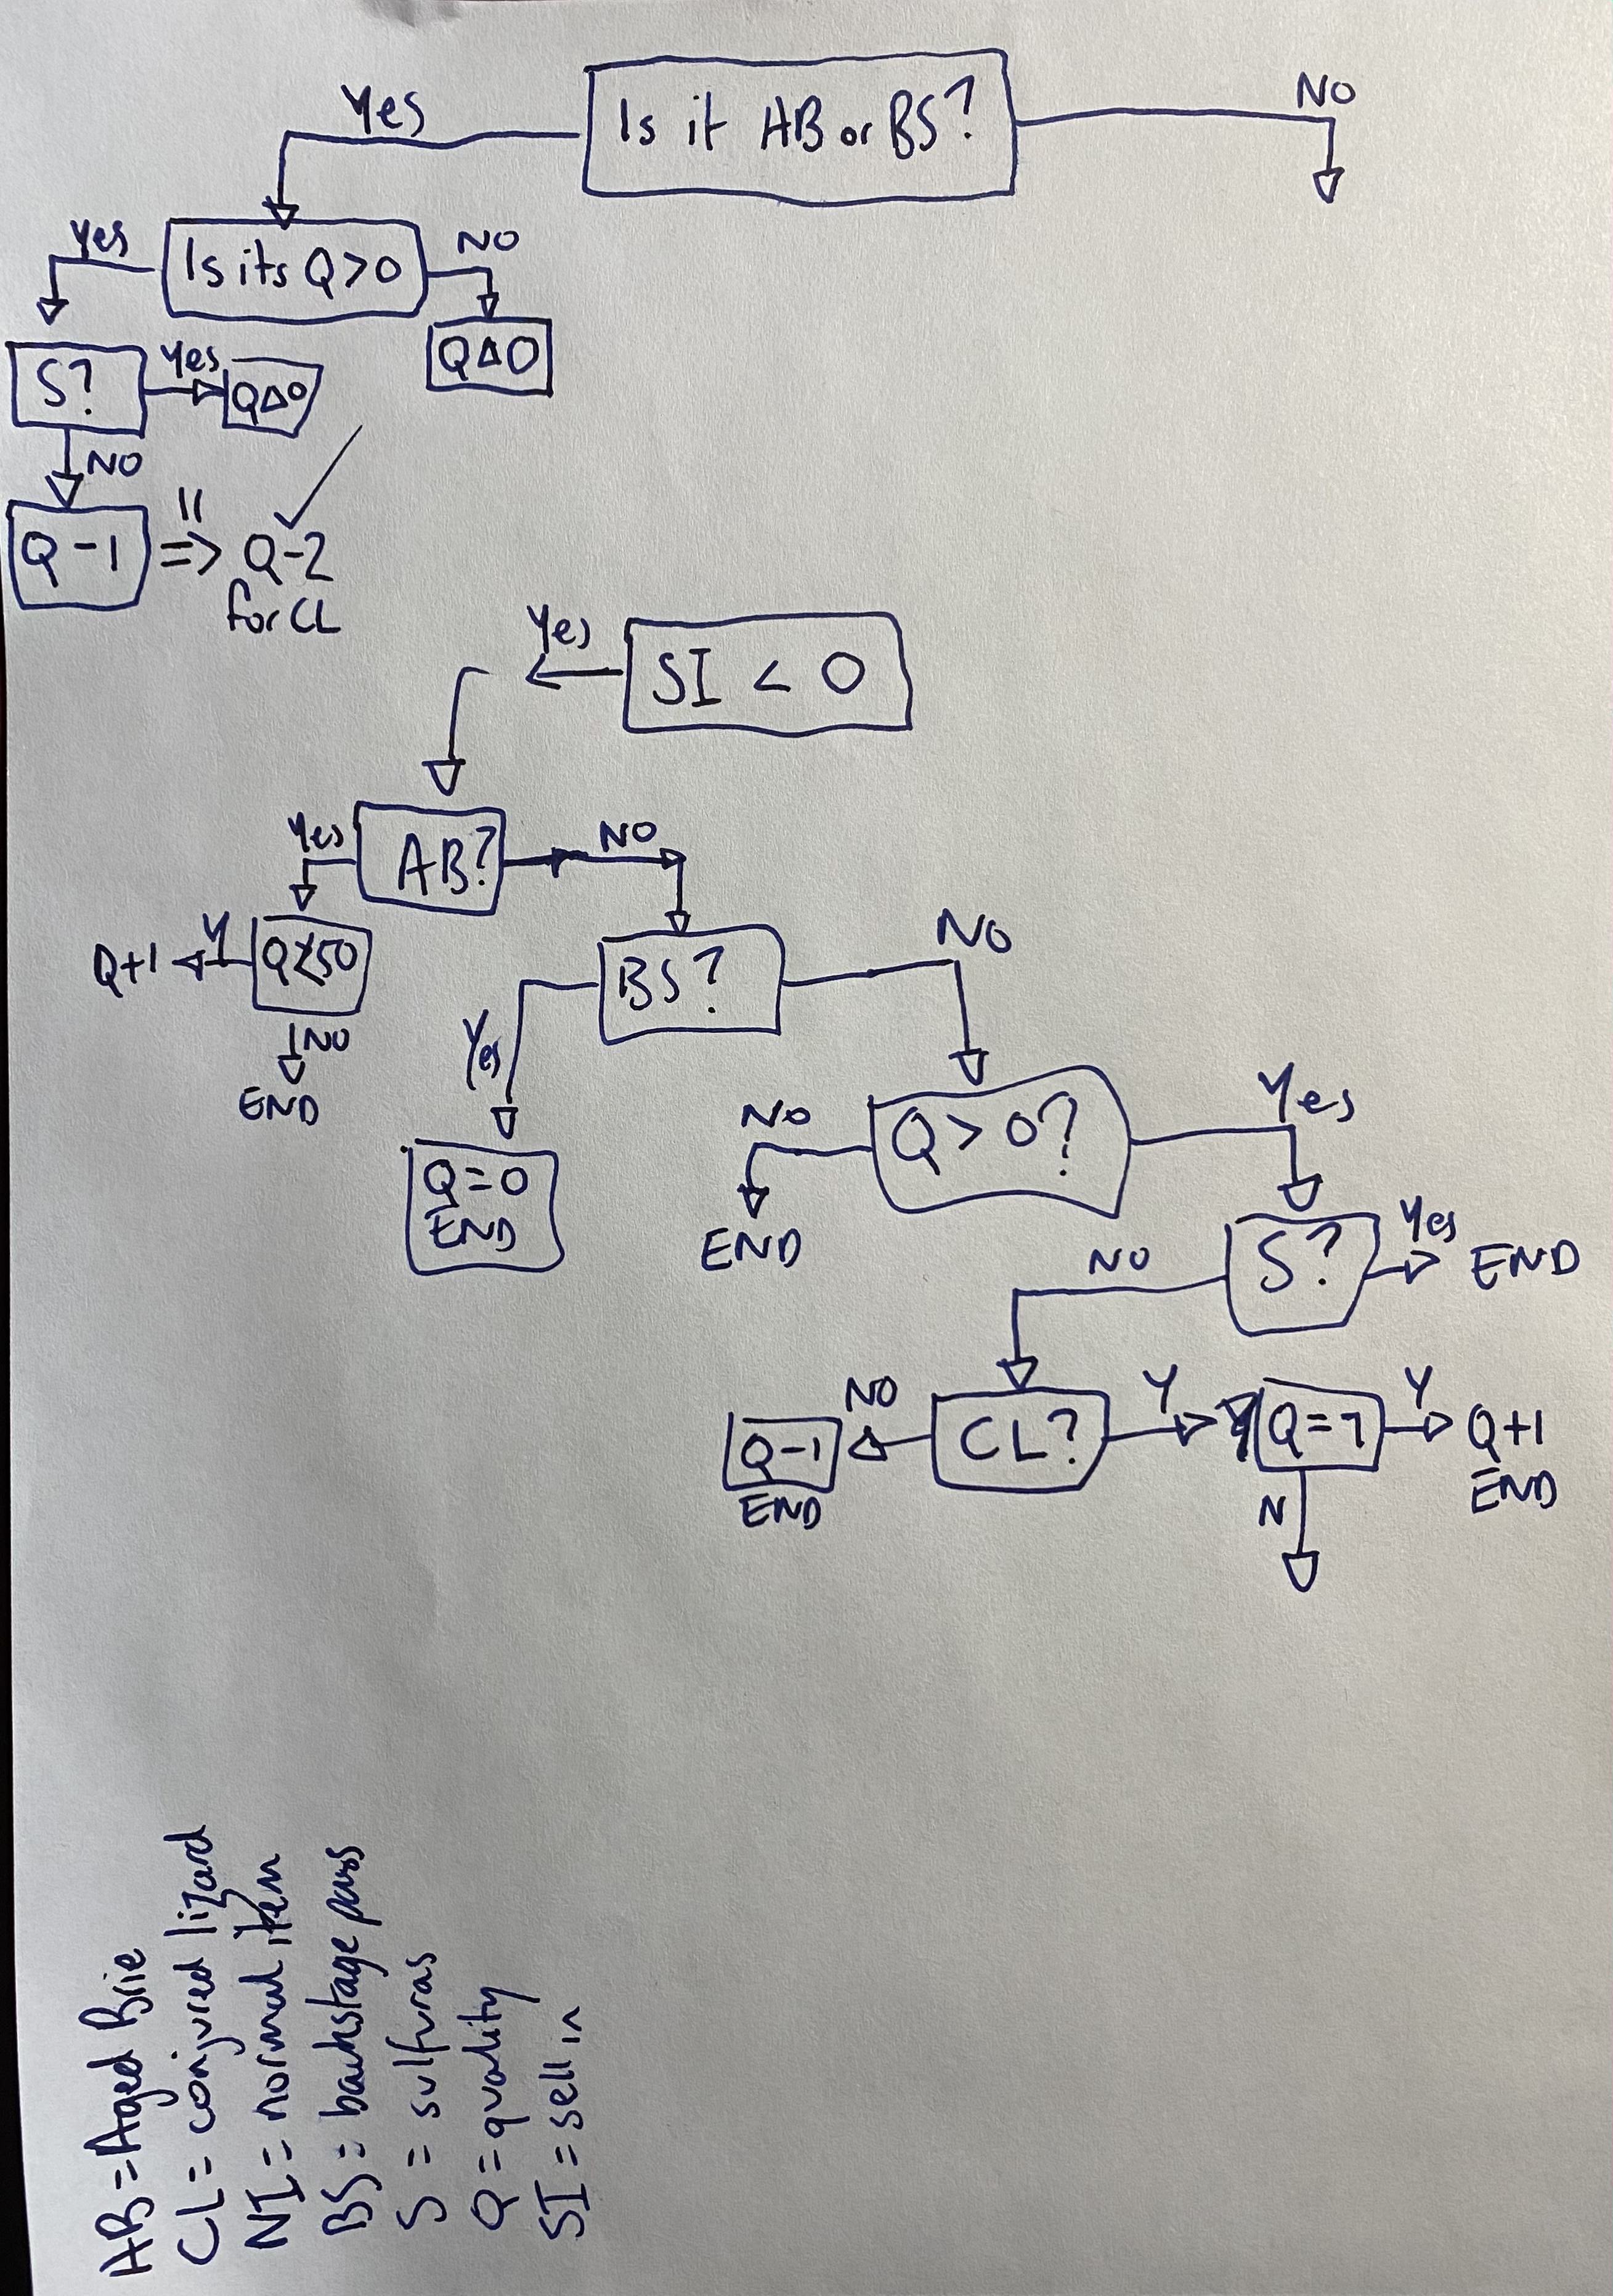 Yes
Is it AB or BS?
NO
Yes
Is its Q>0
NO
S?
Yes
QΔ0
QΔ0
NO
Q-1
=>
Q-2
for CL
Yes
SI < 0
Yes
AB?
NO
Q+1
Y
Q<50
NO
END
BS?
NO
Yes
Q=0
END
NO
Q>0?
Yes
END
NO
S?
Yes
END
NO
CL?
Y
Y
Q-1
END
Q+1
END
N
AB = Aged Brie
CL = conjured lizard
NI = normal item
BS = backstage pass
S = sulfuras
Q = quality
SI = sell in